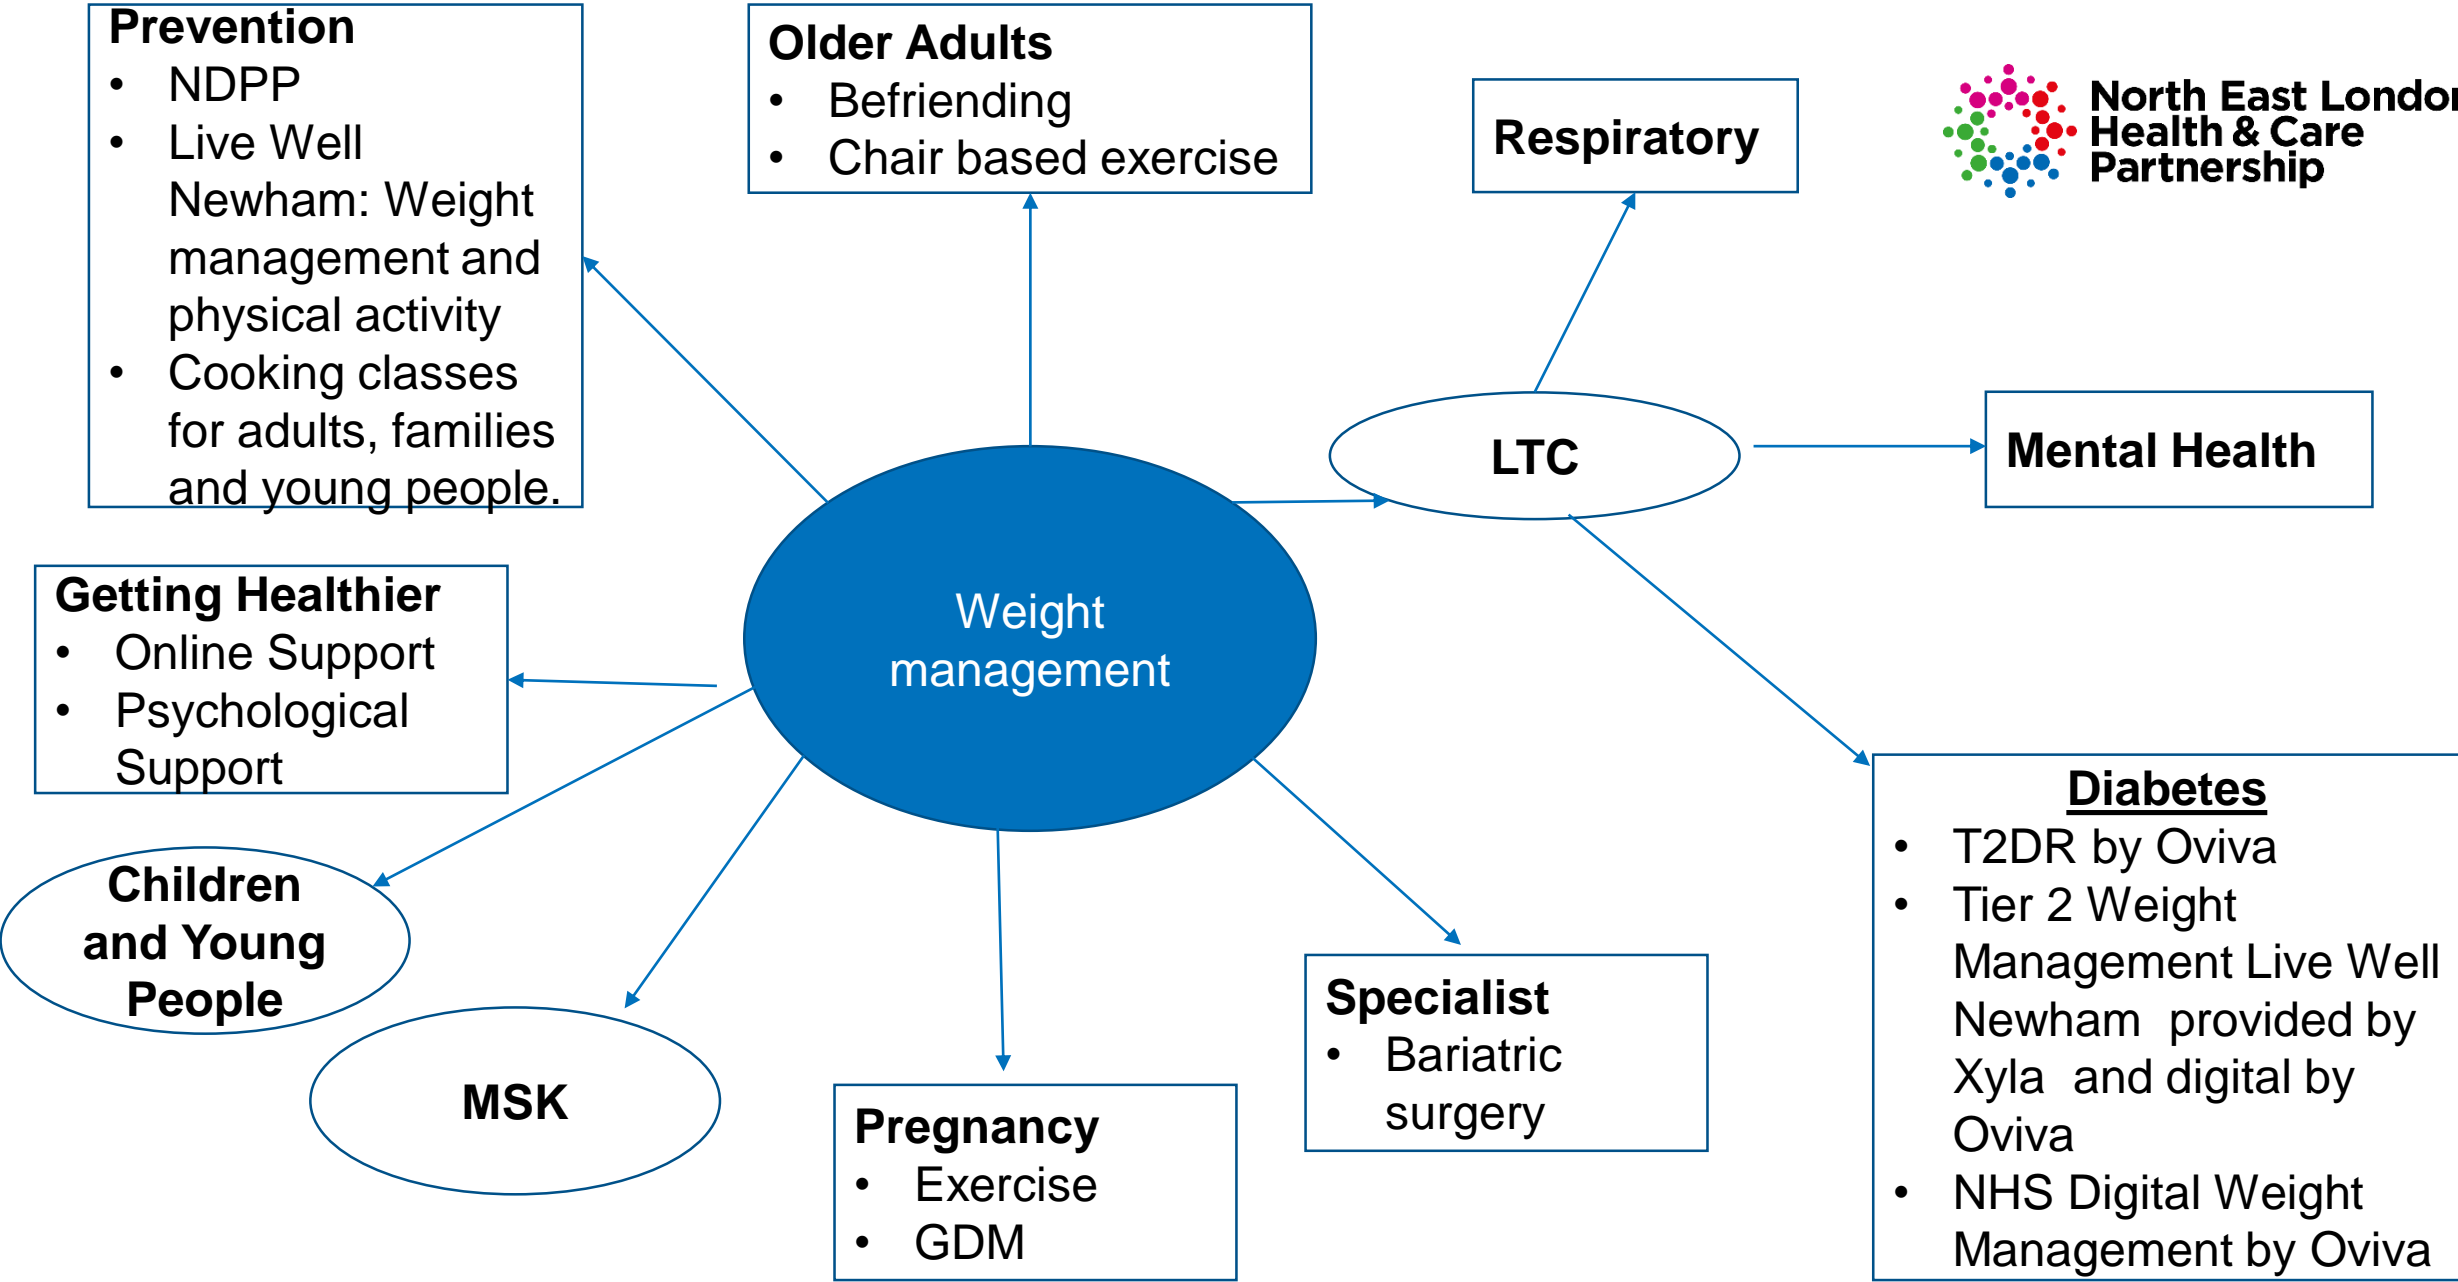 Prevention
• NDPP
• Live Well
Newham: Weight
management and
physical activity
• Cooking classes
for adults, families
and young people.
Older Adults
• Befriending
• Chair based exercise
Respiratory
North East London
Health & Care
Partnership
LTC
Mental Health
Weight
management
Getting Healthier
• Online Support
• Psychological
Support
Children
and Young
People
MSK
Pregnancy
• Exercise
• GDM
Specialist
• Bariatric
surgery
Diabetes
• T2DR by Oviva
• Tier 2 Weight
Management Live Well
Newham  provided by
Xyla  and digital by
Oviva
• NHS Digital Weight
Management by Oviva